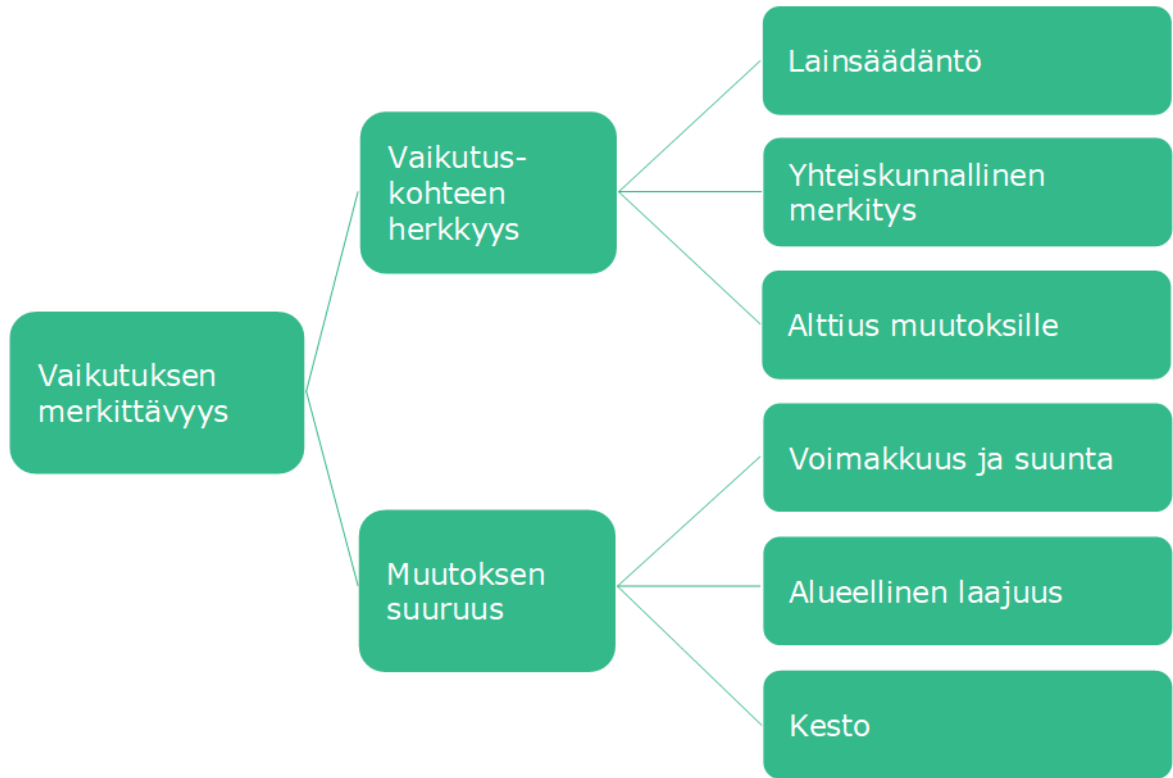 Vaikutuksen
merkittävyys
Vaikutus-
kohteen
herkkyys
Lainsäädäntö
Yhteiskunnallinen
merkitys
Alttius muutoksille
Muutoksen
suuruus
Voimakkuus ja suunta
Alueellinen laajuus
Kesto